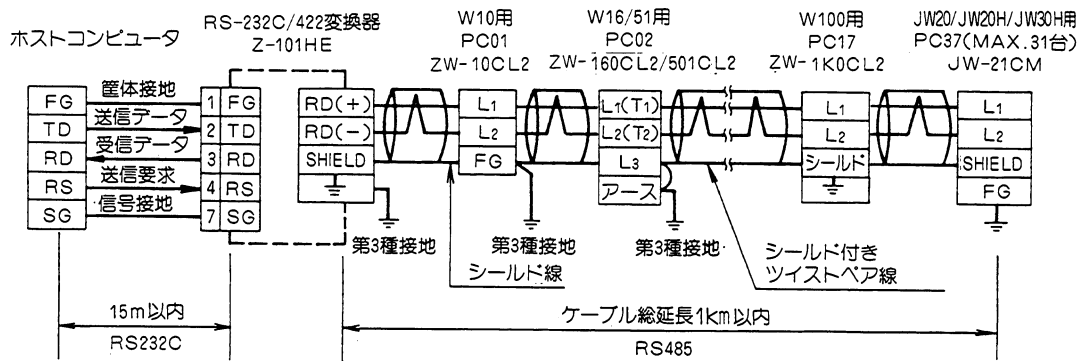 ホストコンピュータ
RS-232C/422変換器
Z-101HE
W10用
PC01
ZW-10CL2
W16/51用
PC02
ZW-160CL2/501CL2
W100用
PC17
ZW-1K0CL2
JW20/JW20H/JW30H用
PC37(MAX.31台)
JW-21CM
FG 筐体接地 1 FG
TD 送信データ 2 TD
RD 受信データ 3 RD
RS 送信要求 4 RS
SG 信号接地 7 SG
RD(+)
RD(-)
SHIELD
L1
L2
FG
L1(T1)
L2(T2)
L3
アース
L1
L2
シールド
L1
L2
SHIELD
FG
第3種接地
第3種接地
第3種接地
シールド線
シールド付き
ツイストペア線
15m以内
RS232C
ケーブル総延長1Km以内
RS485